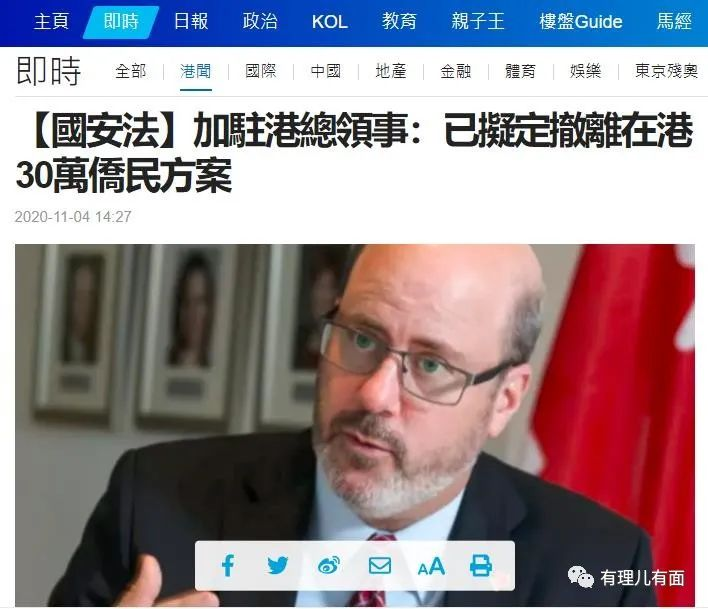 主頁 即時 日報 政治 KOL 教育 親子王 樓盤Guide 馬經
即時 全部 港聞 國際 中國 地產 金融 體育 娛樂 東京殘奧
【國安法】加駐港總領事：已擬定撤離在港
30萬僑民方案
2020-11-04 14:27
AA
有理儿有面